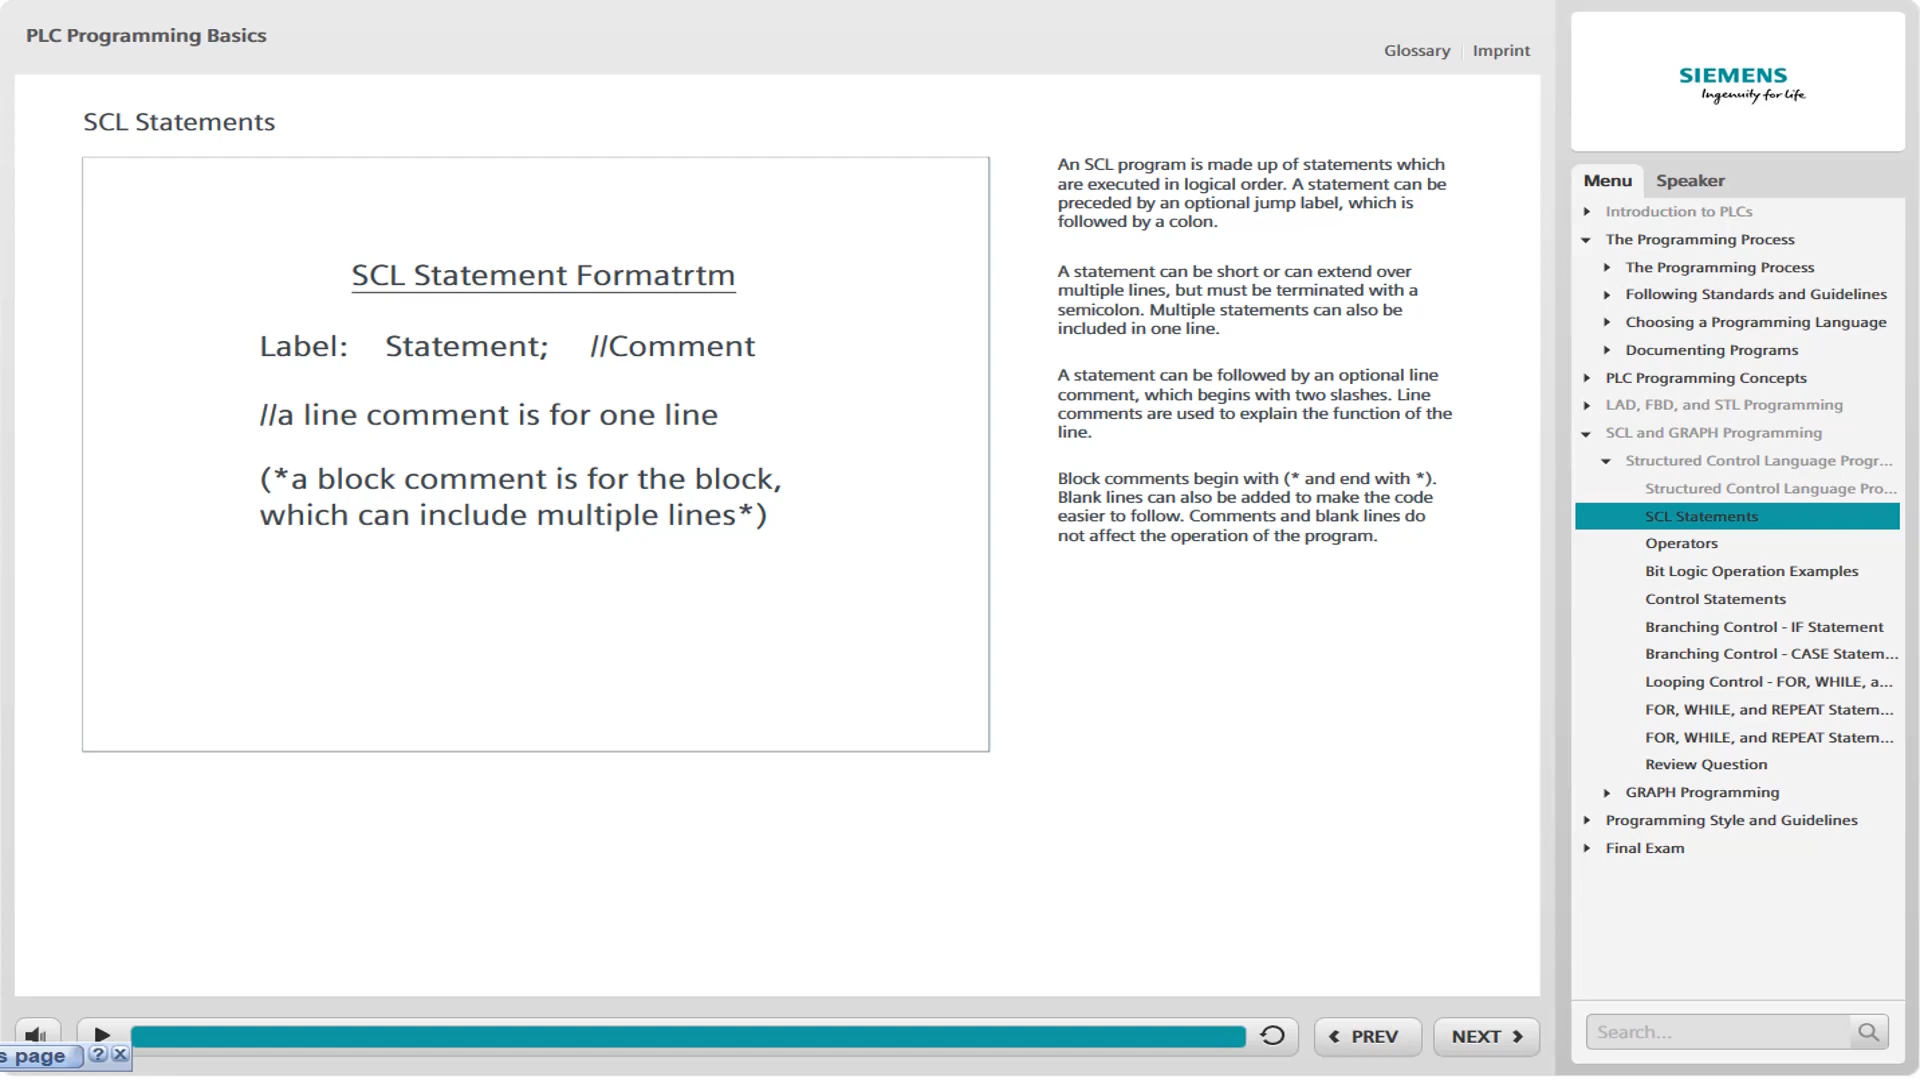 PLC Programming Basics
Glossary
Imprint
SCL Statements
SCL Statement Formatrtm
Label: Statement; //Comment
//a line comment is for one line
(*a block comment is for the block,
which can include multiple lines*)
An SCL program is made up of statements which
are executed in logical order. A statement can be
preceded by an optional jump label, which is
followed by a colon.
A statement can be short or can extend over
multiple lines, but must be terminated with a
semicolon. Multiple statements can also be
included in one line.
A statement can be followed by an optional line
comment, which begins with two slashes. Line
comments are used to explain the function of the
line.
Block comments begin with (* and end with *).
Blank lines can also be added to make the code
easier to follow. Comments and blank lines do
not affect the operation of the program.
SIEMENS
Ingenuity for life
Menu
Speaker
Introduction to PLCs
The Programming Process
The Programming Process
Following Standards and Guidelines
Choosing a Programming Language
Documenting Programs
PLC Programming Concepts
LAD, FBD, and STL Programming
SCL and GRAPH Programming
Structured Control Language Progr...
Structured Control Language Pro...
SCL Statements
Operators
Bit Logic Operation Examples
Control Statements
Branching Control - IF Statement
Branching Control - CASE Statem...
Looping Control - FOR, WHILE, a...
FOR, WHILE, and REPEAT Statem...
FOR, WHILE, and REPEAT Statem...
Review Question
GRAPH Programming
Programming Style and Guidelines
Final Exam
Search...
PREV
NEXT
s page
?